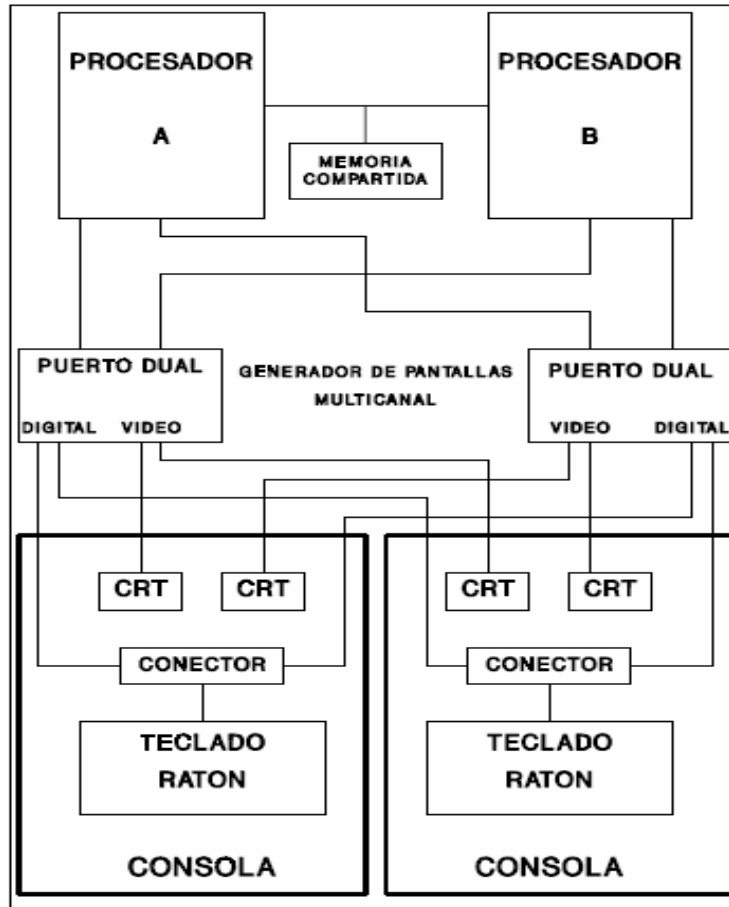 PROCESADOR
A
PROCESADOR
B
MEMORIA
COMPARTIDA
PUERTO DUAL
DIGITAL VIDEO
GENERADOR DE PANTALLAS
MULTICANAL
PUERTO DUAL
VIDEO DIGITAL
CRT
CRT
CONECTOR
TECLADO
RATON
CONSOLA
CRT
CRT
CONECTOR
TECLADO
RATON
CONSOLA